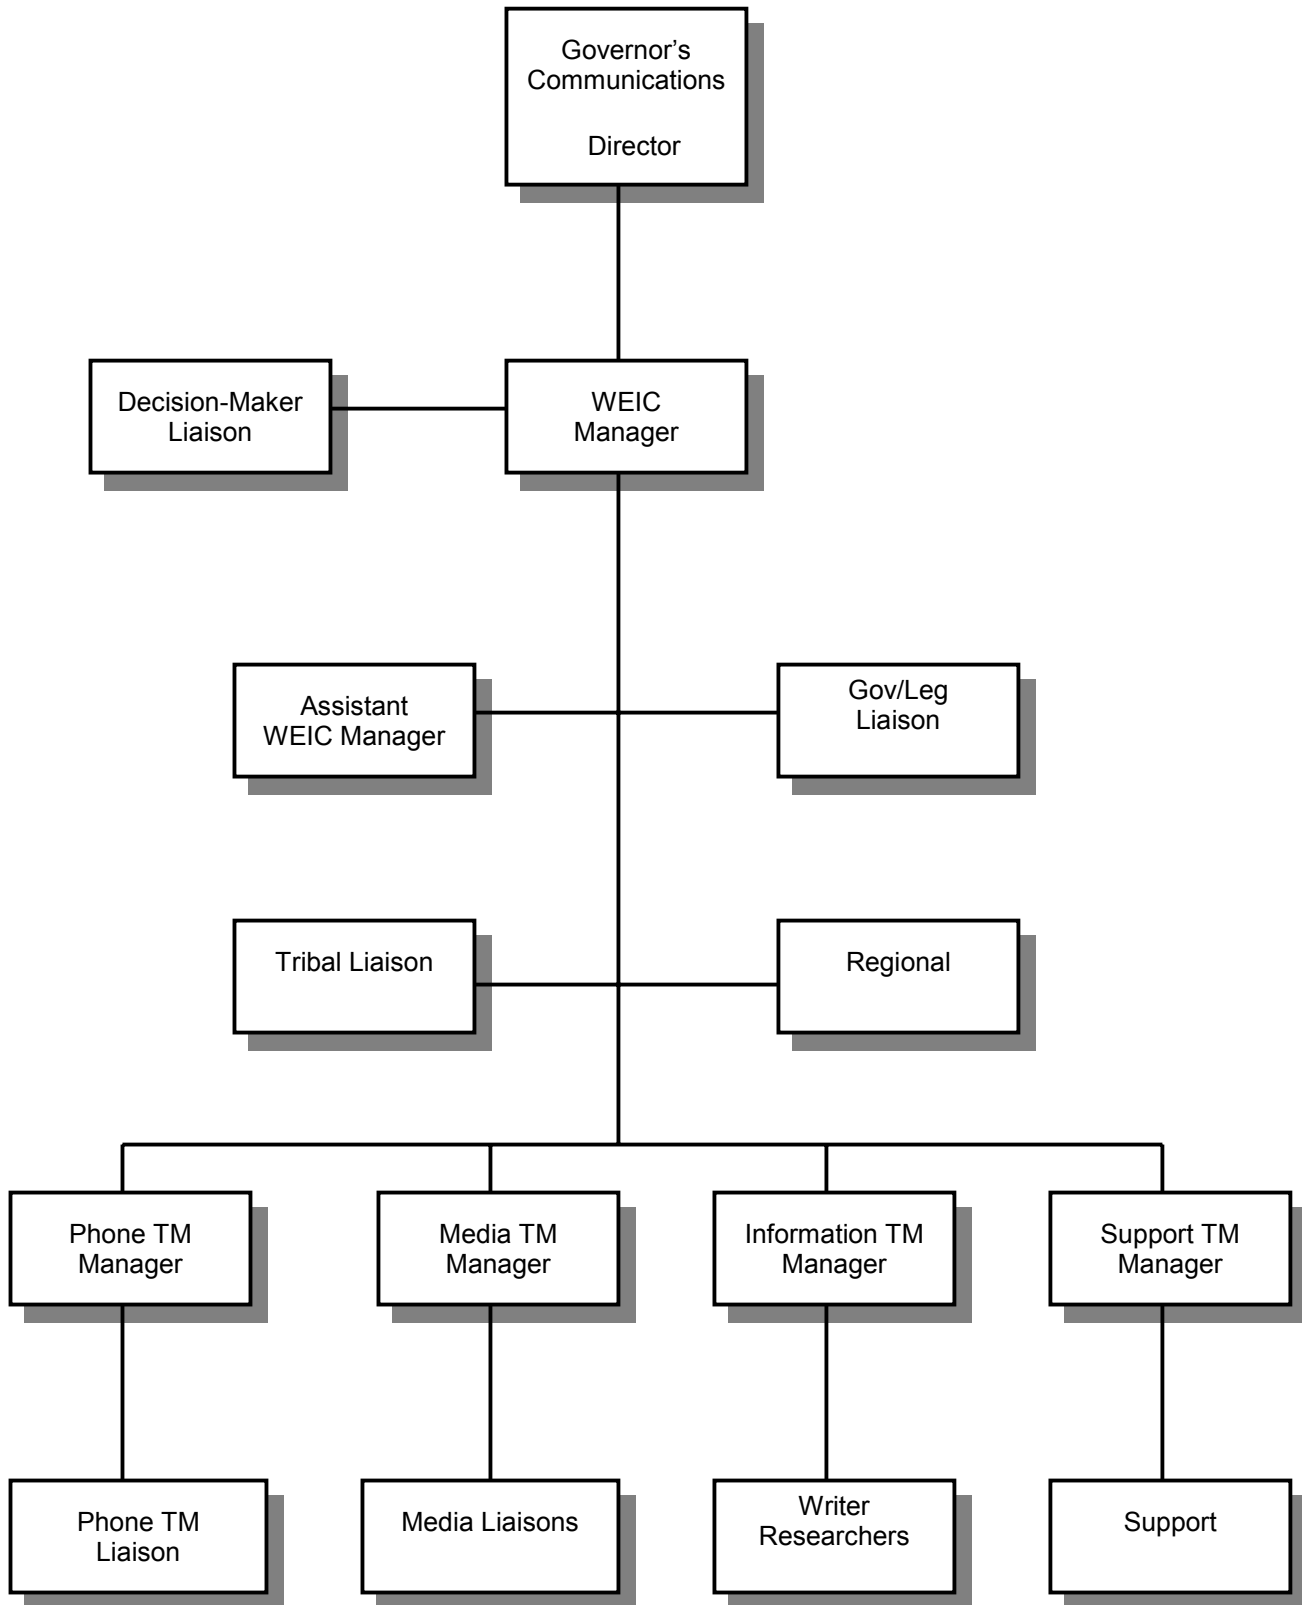 Governor’s
Communications
Director
Decision-Maker
Liaison
WEIC
Manager
Assistant
WEIC Manager
Gov/Leg
Liaison
Tribal Liaison
Regional
Phone TM
Manager
Media TM
Manager
Information TM
Manager
Support TM
Manager
Phone TM
Liaison
Media Liaisons
Writer
Researchers
Support